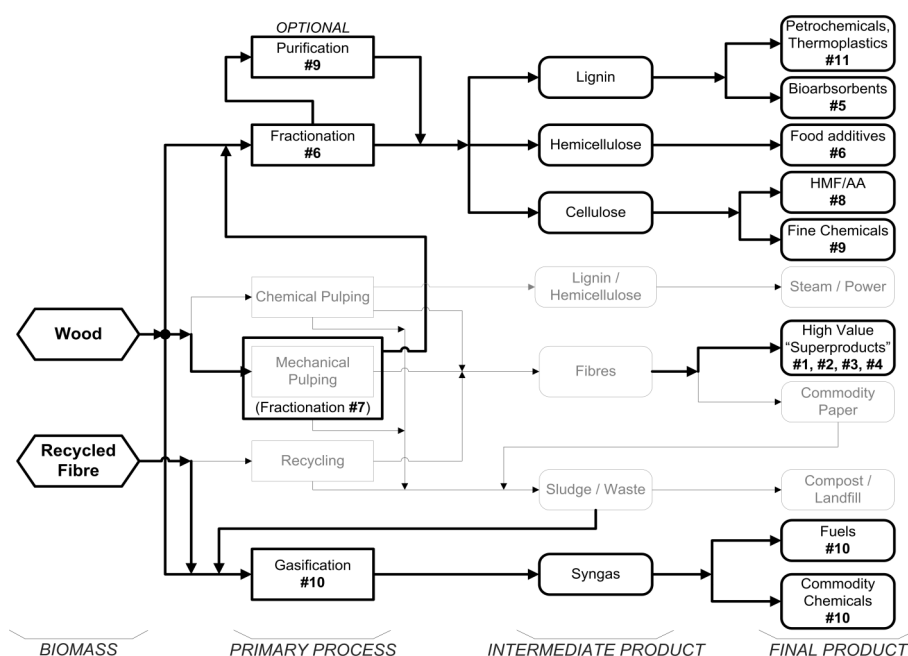 OPTIONAL
Purification
#9
Fractionation
#6
Lignin
Hemicellulose
Cellulose
Petrochemicals,
Thermoplastics
#11
Bioabsorbents
#5
Food additives
#6
HMF/AA
#8
Fine Chemicals
#9
Wood
Recycled
Fibre
Chemical Pulping
Mechanical
Pulping
(Fractionation #7)
Recycling
Gasification
#10
Lignin /
Hemicellulose
Fibres
Sludge / Waste
Syngas
Steam / Power
High Value
“Superproducts”
#1, #2, #3, #4
Commodity
Paper
Compost /
Landfill
Fuels
#10
Commodity
Chemicals
#10
BIOMASS
PRIMARY PROCESS
INTERMEDIATE PRODUCT
FINAL PRODUCT